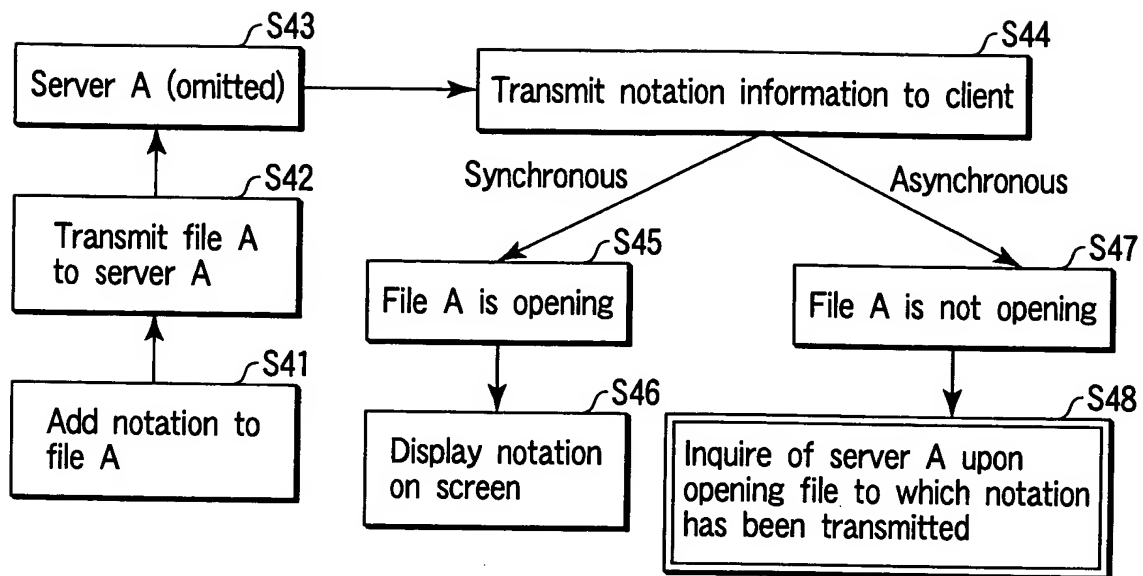 S43
Server A (omitted)
S44
Transmit notation information to client
S42
Transmit file A
to server A
S41
Add notation to
file A
Synchronous
Asynchronous
S45
File A is opening
S46
Display notation
on screen
S47
File A is not opening
S48
Inquire of server A upon
opening file to which notation
has been transmitted